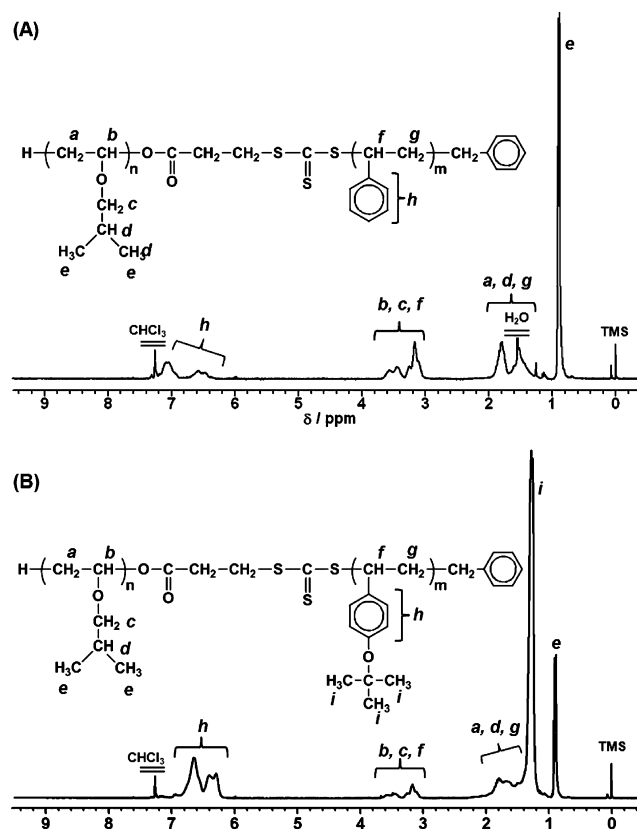 (A)
e
a b f g
H CH₂ CH O C CH₂ CH₂ S C S CH CH₂ CH₂
n m
O O S
CH₂ c h
CH d
H₃C CH₃ d
e e
a, d, g
b, c, f
H₂O
CHCl₃ h TMS
9 8 7 6 5 4 3 2 1 0
δ / ppm
(B)
i
a b f g
H CH₂ CH O C CH₂ CH₂ S C S CH CH₂ CH₂
n m
O O S
CH₂ c h
CH d O
H₃C CH₃ H₃C C CH₃
e e i CH₃ i
i
e
h a, d, g
b, c, f
CHCl₃ TMS
9 8 7 6 5 4 3 2 1 0